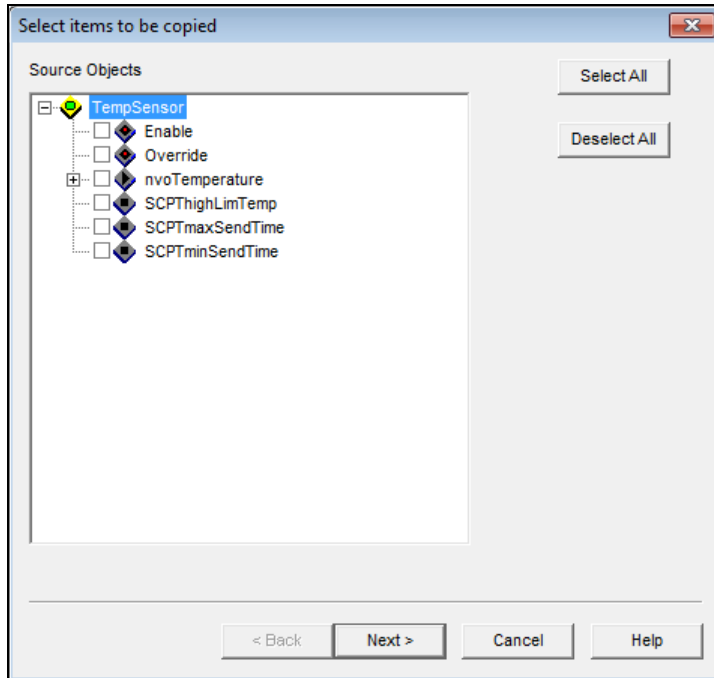 Select items to be copied
Source Objects
Select All
TempSensor
Enable
Deselect All
Override
nvoTemperature
SCPThighLimTemp
SCPTmaxSendTime
SCPTminSendTime
< Back
Next >
Cancel
Help